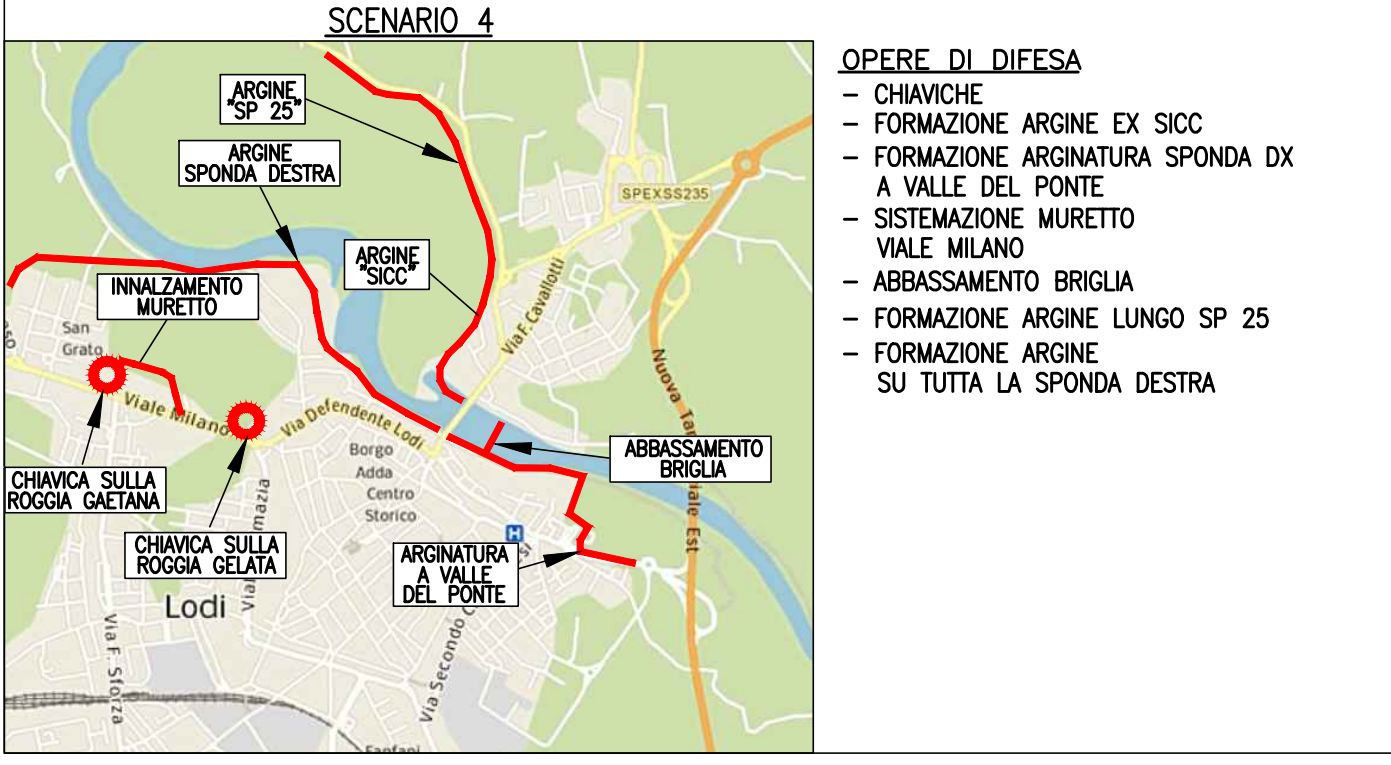 SCENARIO 4
ARGINE
"SP 25"
ARGINE
SPONDA DESTRA
SPEXSS235
ARGINE
"SICC"
Via F. Cavallotti
INNALZAMENTO
MURETTO
San
Grato
Nuova
iale Est
Viale Milano
Via Defendente Lodi
Borgo
Adda
Centro
Storico
ABBASSAMENTO
BRIGLIA
CHIAVICA SULLA
ROGGIA GAETANA
H
CHIAVICA SULLA
ROGGIA GELATA
ARGINATURA
A VALLE
DEL PONTE
Lodi
Via F. Sforza
Via Secondo
Fanfani
OPERE DI DIFESA
- CHIAVICHE
- FORMAZIONE ARGINE EX SICC
- FORMAZIONE ARGINATURA SPONDA DX
A VALLE DEL PONTE
- SISTEMAZIONE MURETTO
VIALE MILANO
- ABBASSAMENTO BRIGLIA
- FORMAZIONE ARGINE LUNGO SP 25
- FORMAZIONE ARGINE
SU TUTTA LA SPONDA DESTRA